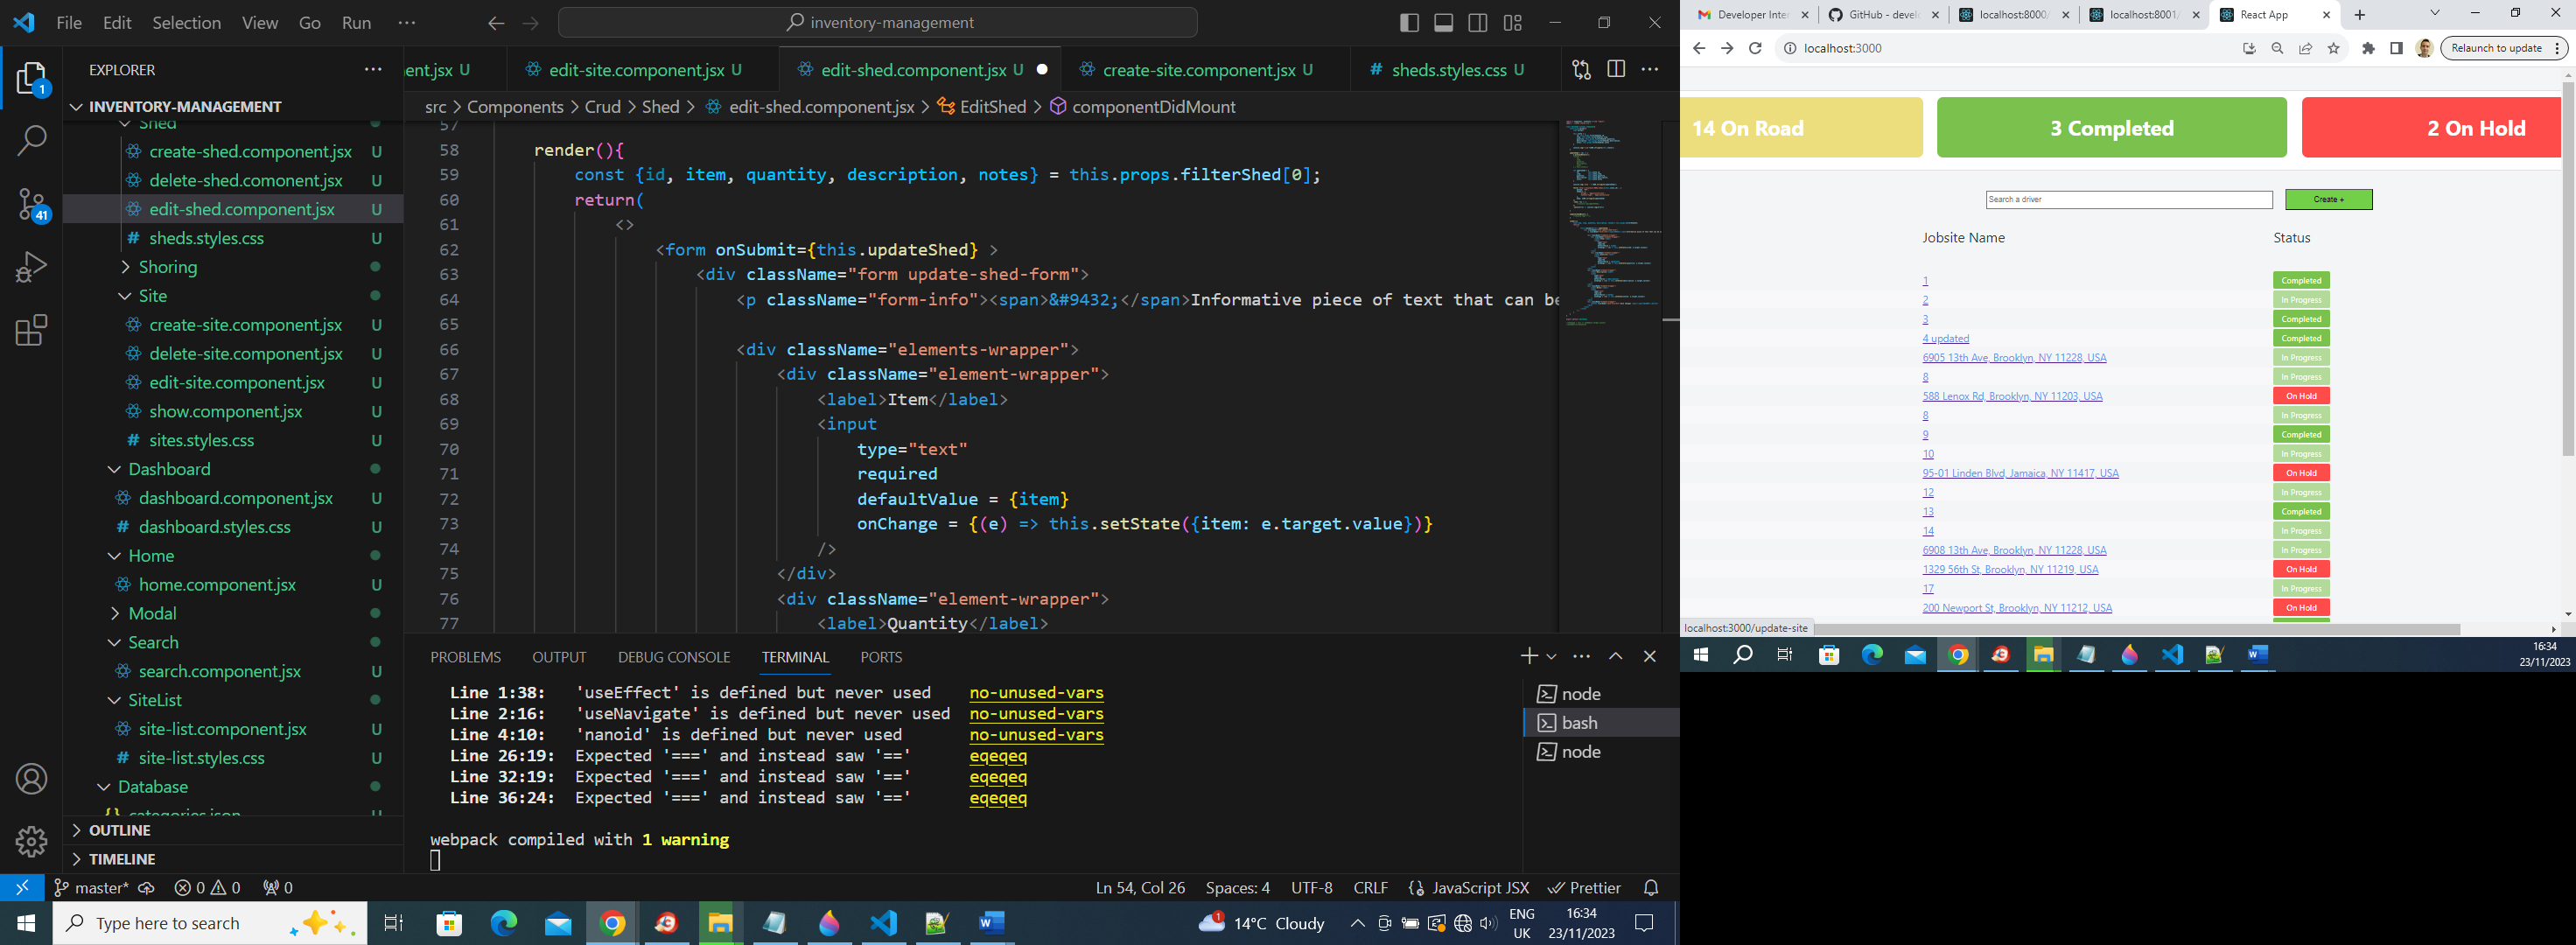 File Edit Selection View Go Run ··· inventory-management
EXPLORER
INVENTORY-MANAGEMENT
Shed
create-shed.component.jsx U
delete-shed.comonent.jsx U
edit-shed.component.jsx U
sheds.styles.css U
Shoring
Site
create-site.component.jsx U
delete-site.component.jsx U
edit-site.component.jsx U
show.component.jsx U
sites.styles.css U
Dashboard
dashboard.component.jsx U
dashboard.styles.css U
Home
home.component.jsx U
Modal
Search
search.component.jsx U
SiteList
site-list.component.jsx U
site-list.styles.css U
Database
categories.json U
OUTLINE
TIMELINE
nent.jsx U edit-site.component.jsx U edit-shed.component.jsx U create-site.component.jsx U sheds.styles.css U
src > Components > Crud > Shed > edit-shed.component.jsx > EditShed > componentDidMount
57
58 render(){
59 const {id, item, quantity, description, notes} = this.props.filterShed[0];
60 return(
61 <>
62 <form onSubmit={this.updateShed} >
63 <div className="form update-shed-form">
64 <p className="form-info"><span>&#9432;</span>Informative piece of text that can be
65
66 <div className="elements-wrapper">
67 <div className="element-wrapper">
68 <label>Item</label>
69 <input
70 type="text"
71 required
72 defaultValue = {item}
73 onChange = {(e) => this.setState({item: e.target.value})}
74 />
75 </div>
76 <div className="element-wrapper">
77 <label>Quantity</label>
PROBLEMS OUTPUT DEBUG CONSOLE TERMINAL PORTS
Line 1:38: 'useEffect' is defined but never used no-unused-vars
Line 2:16: 'useNavigate' is defined but never used no-unused-vars
Line 4:10: 'nanoid' is defined but never used no-unused-vars
Line 26:19: Expected '===' and instead saw '==' eqeqeq
Line 32:19: Expected '===' and instead saw '==' eqeqeq
Line 36:24: Expected '===' and instead saw '==' eqeqeq
webpack compiled with 1 warning
node
bash
node
1
41
master* 0 0 0 Ln 54, Col 26 Spaces: 4 UTF-8 CRLF JavaScript JSX Prettier
Type here to search 1 14°C Cloudy ENG UK 16:34 23/11/2023
Developer Inter GitHub - devele localhost:8000/ localhost:8001/ React App
localhost:3000 Relaunch to update
14 On Road 3 Completed 2 On Hold
Search a driver Create +
Jobsite Name Status
1 Completed
2 In Progress
3 Completed
4 updated Completed
6905 13th Ave, Brooklyn, NY 11228, USA In Progress
8 In Progress
588 Lenox Rd, Brooklyn, NY 11203, USA On Hold
8 In Progress
9 Completed
10 In Progress
95-01 Linden Blvd, Jamaica, NY 11417, USA On Hold
12 In Progress
13 Completed
14 In Progress
6908 13th Ave, Brooklyn, NY 11228, USA In Progress
1329 56th St, Brooklyn, NY 11219, USA On Hold
17 In Progress
200 Newport St, Brooklyn, NY 11212, USA On Hold
localhost:3000/update-site
16:34
23/11/2023